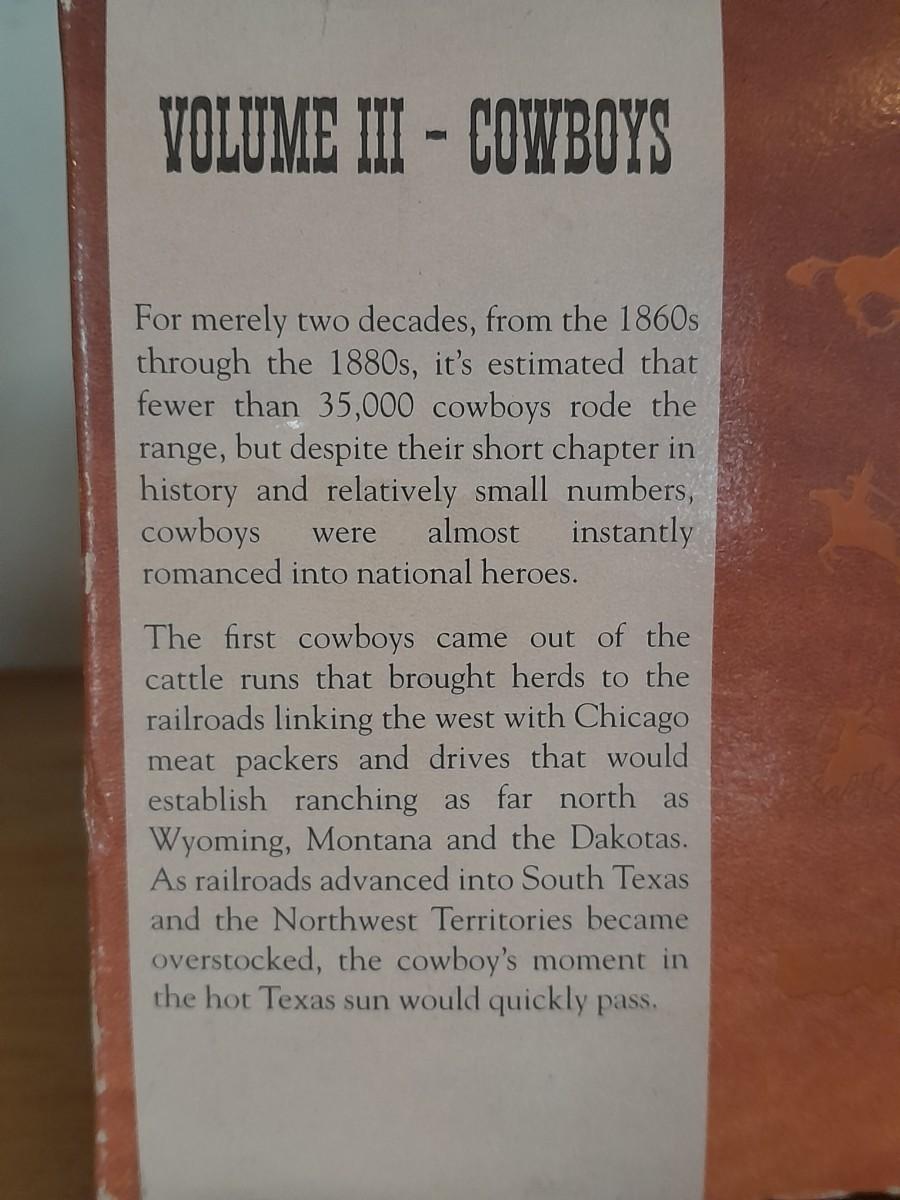 VOLUME III - COWBOYS
For merely two decades, from the 1860s
through the 1880s, it's estimated that
fewer than 35,000 cowboys rode the
range, but despite their short chapter in
history and relatively small numbers,
cowboys were almost instantly
romanced into national heroes.
The first cowboys came out of the
cattle runs that brought herds to the
railroads linking the west with Chicago
meat packers and drives that would
establish ranching as far north as
Wyoming, Montana and the Dakotas.
As railroads advanced into South Texas
and the Northwest Territories became
overstocked, the cowboy's moment in
the hot Texas sun would quickly pass.